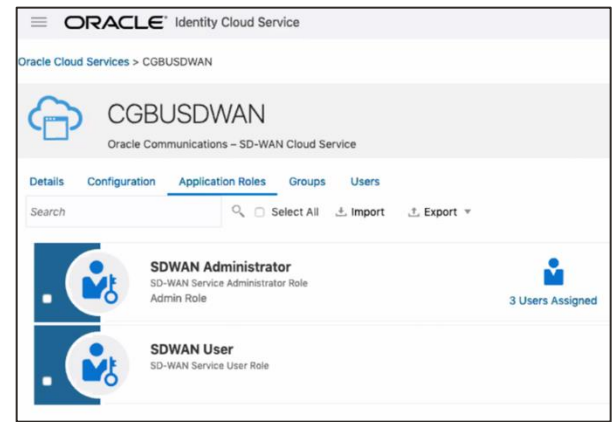 ORACLE® Identity Cloud Service
Oracle Cloud Services > CGBUSDWAN
CGBUSDWAN
Oracle Communications – SD-WAN Cloud Service
Details Configuration Application Roles Groups Users
Search Select All Import Export
SDWAN Administrator
SD-WAN Service Administrator Role
Admin Role
3 Users Assigned
SDWAN User
SD-WAN Service User Role